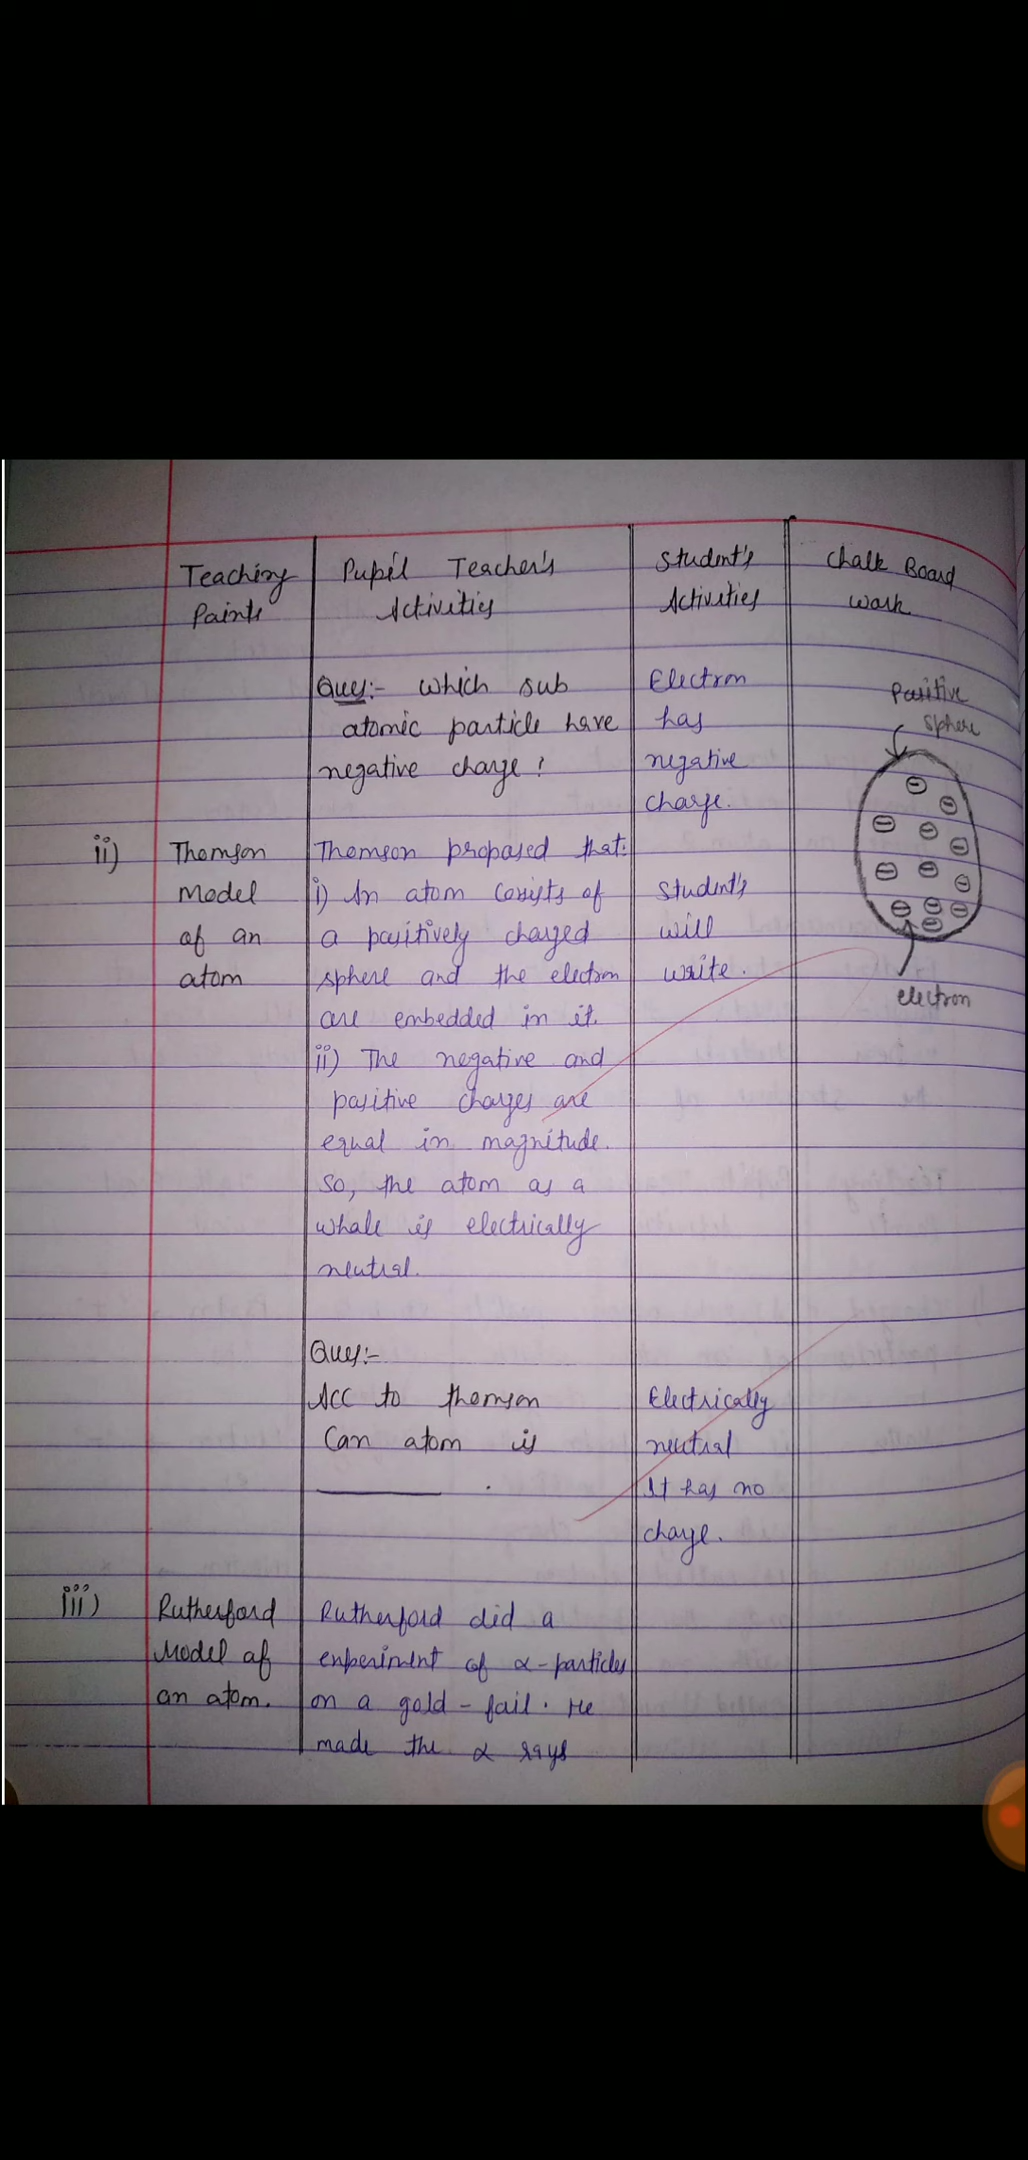 Teaching Points
Pupil Teacher's Activities
Student's Activities
Chalk Board Work.
Ques:- Which sub
atomic particle have
negative charge?
Electron
has
negative
charge.
Positive
sphere
electron
ii)
Thomson
Model
of an
atom
Thomson proposed that:
i) An atom cosists of
a positively charged
sphere and the electron
are embedded in it.
ii) The negative and
positive charges are
equal in magnitude.
So, the atom as a
whole is electrically
neutral.
Student's
will
write.
Ques:-
Acc to thomson
Can atom is
Electrically
neutral
It has no
charge.
iii)
Rutherford
Model of
an atom.
Rutherford did a
experiment of α-particles
on a gold-foil. He
made the α rays